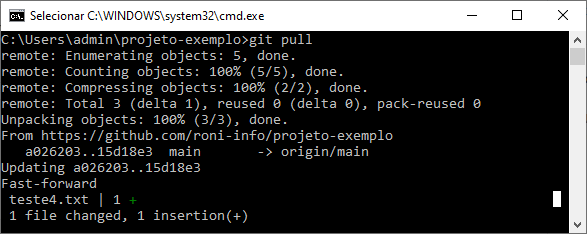 Selecionar C:\WINDOWS\system32\cmd.exe
C:\Users\admin\projeto-exemplo>git pull
remote: Enumerating objects: 5, done.
remote: Counting objects: 100% (5/5), done.
remote: Compressing objects: 100% (2/2), done.
remote: Total 3 (delta 1), reused 0 (delta 0), pack-reused 0
Unpacking objects: 100% (3/3), done.
From https://github.com/roni-info/projeto-exemplo
   a026203..15d18e3  main       -> origin/main
Updating a026203..15d18e3
Fast-forward
 teste4.txt | 1 +
 1 file changed, 1 insertion(+)